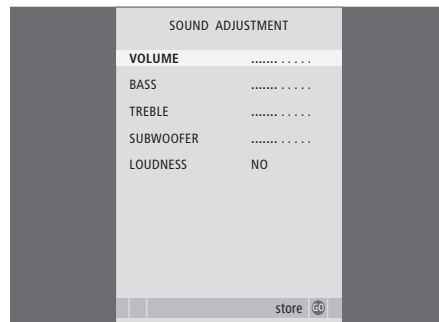 SOUND ADJUSTMENT
VOLUME ............
BASS ............
TREBLE ............
SUBWOOFER ............
LOUDNESS NO
store GO